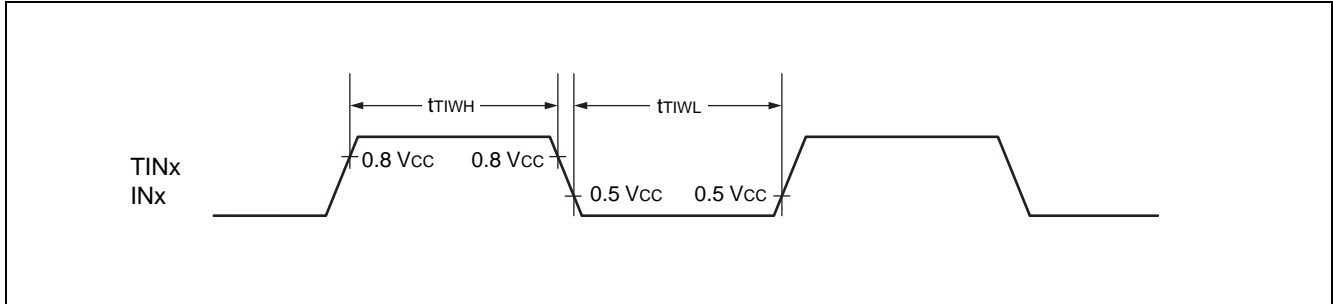 tTIWH
tTIWL
0.8 VCC
0.8 VCC
TINx
INx
0.5 VCC
0.5 VCC